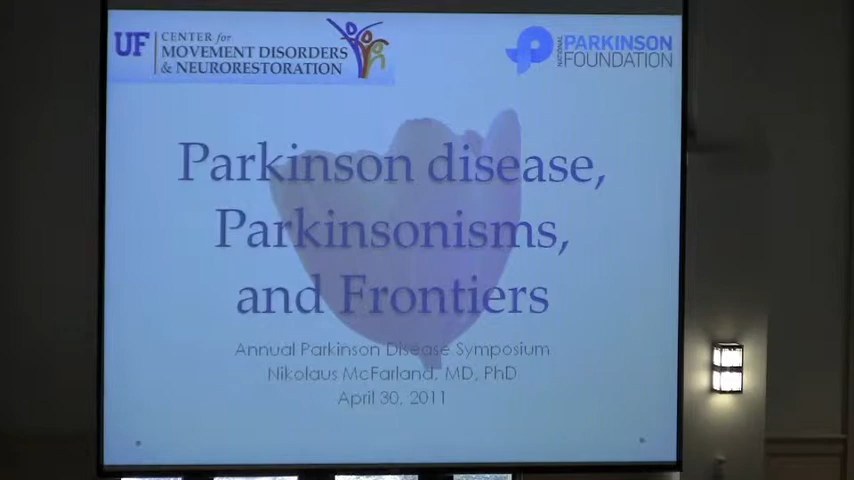 UF
CENTER for
MOVEMENT DISORDERS
& NEURORESTORATION
NATIONAL
PARKINSON
FOUNDATION
Parkinson disease,
Parkinsonisms,
and Frontiers
Annual Parkinson Disease Symposium
Nikolaus McFarland, MD, PhD
April 30, 2011